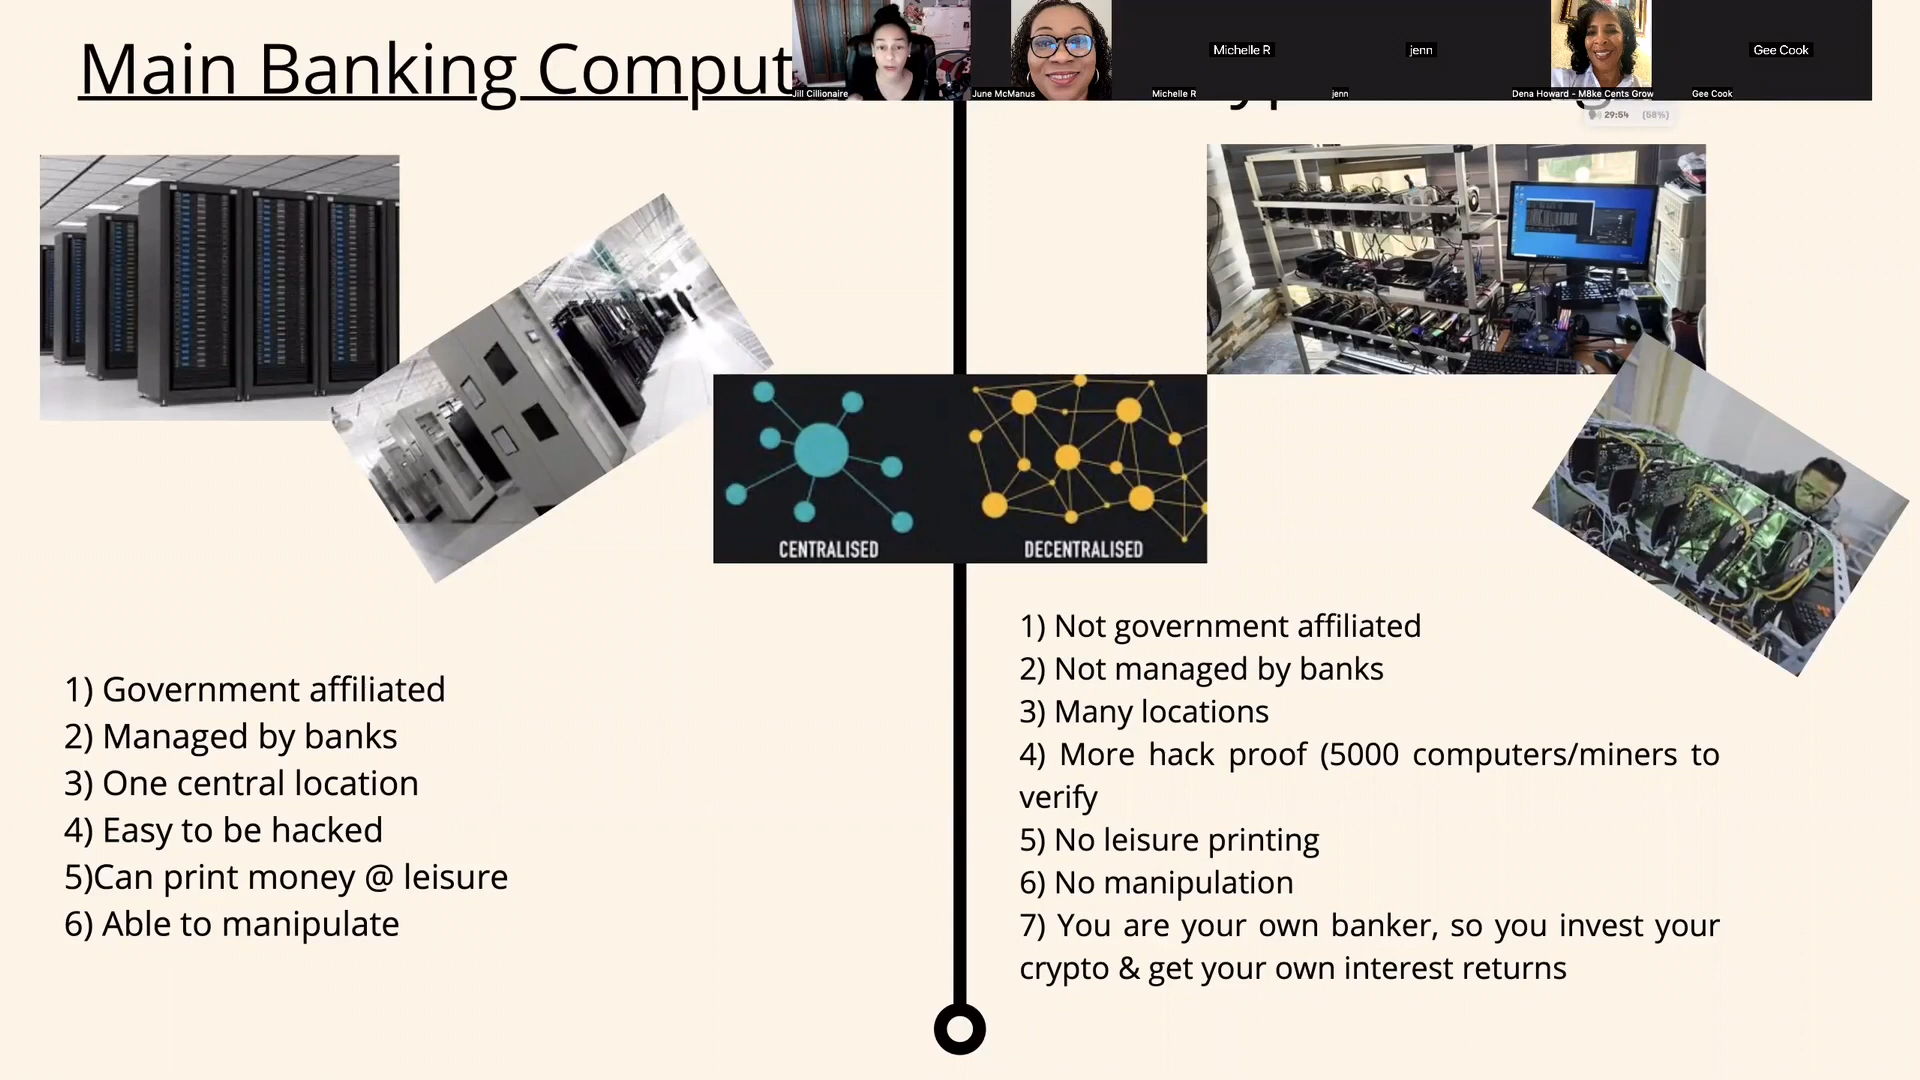 Main Banking Comput
Jill Cillionaire
June McManus
Michelle R
Michelle R
jenn
jenn
Dena Howard - M8ke Cents Grow
Gee Cook
Gee Cook
29:54 (58%)
CENTRALISED
DECENTRALISED
1) Government affiliated
2) Managed by banks
3) One central location
4) Easy to be hacked
5)Can print money @ leisure
6) Able to manipulate
1) Not government affiliated
2) Not managed by banks
3) Many locations
4) More hack proof (5000 computers/miners to
verify
5) No leisure printing
6) No manipulation
7) You are your own banker, so you invest your
crypto & get your own interest returns